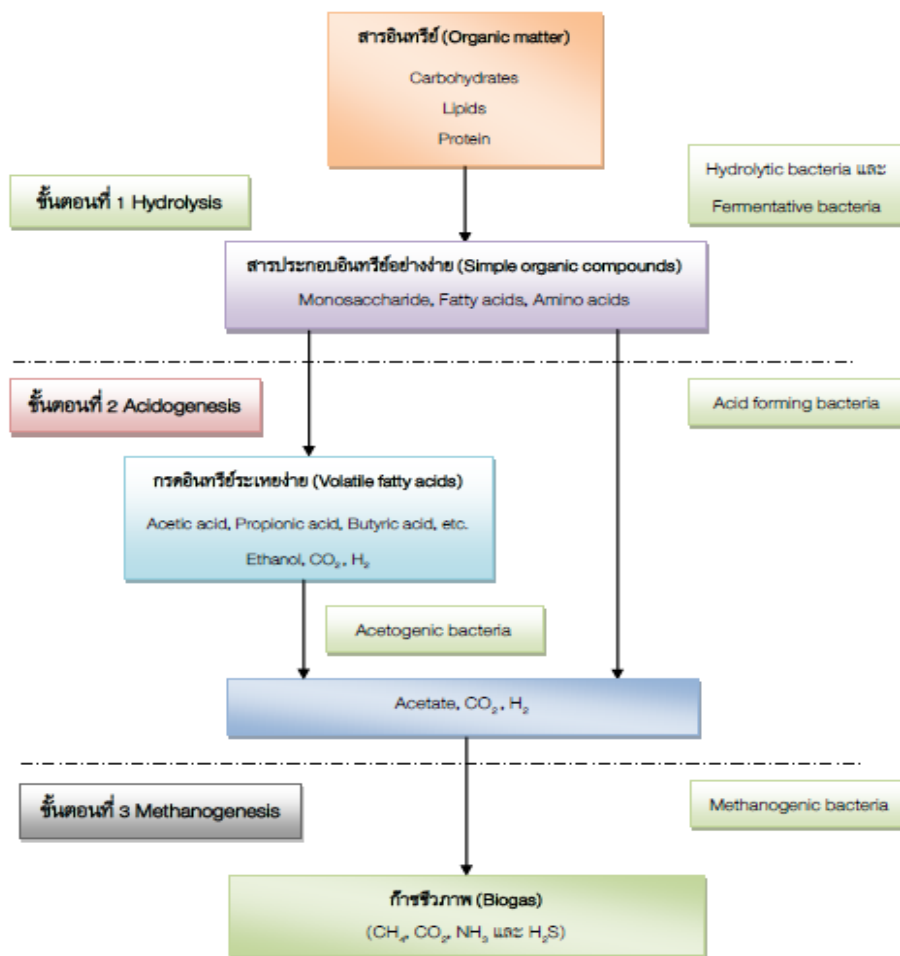 สารอินทรีย์ (Organic matter)
Carbohydrates
Lipids
Protein
ขั้นตอนที่ 1 Hydrolysis
Hydrolytic bacteria และ
Fermentative bacteria
สารประกอบอินทรีย์อย่างง่าย (Simple organic compounds)
Monosaccharide, Fatty acids, Amino acids
ขั้นตอนที่ 2 Acidogenesis
Acid forming bacteria
กรดอินทรีย์ระเหยง่าย (Volatile fatty acids)
Acetic acid, Propionic acid, Butyric acid, etc.
Ethanol, CO₂, H₂
Acetogenic bacteria
Acetate, CO₂, H₂
ขั้นตอนที่ 3 Methanogenesis
Methanogenic bacteria
ก๊าซชีวภาพ (Biogas)
(CH₄, CO₂, NH₃ และ H₂S)